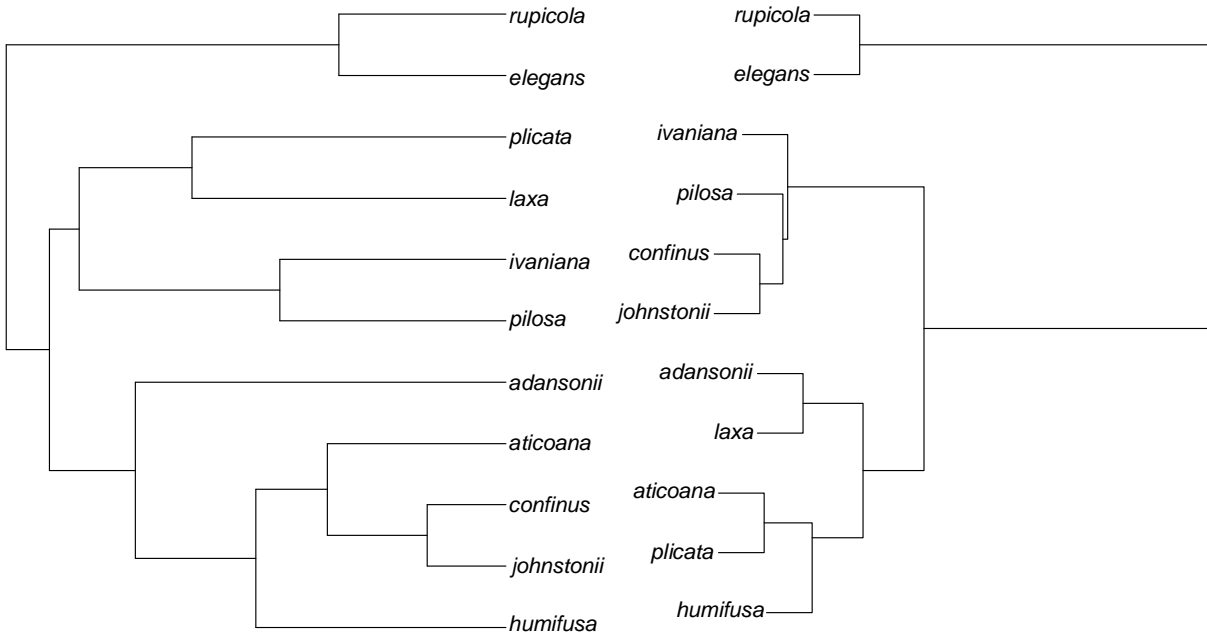 rupicola
elegans
plicata
laxa
ivaniana
pilosa
adansonii
aticoana
confinus
johnstonii
humifusa
rupicola
elegans
ivaniana
pilosa
confinus
johnstonii
adansonii
laxa
aticoana
plicata
humifusa